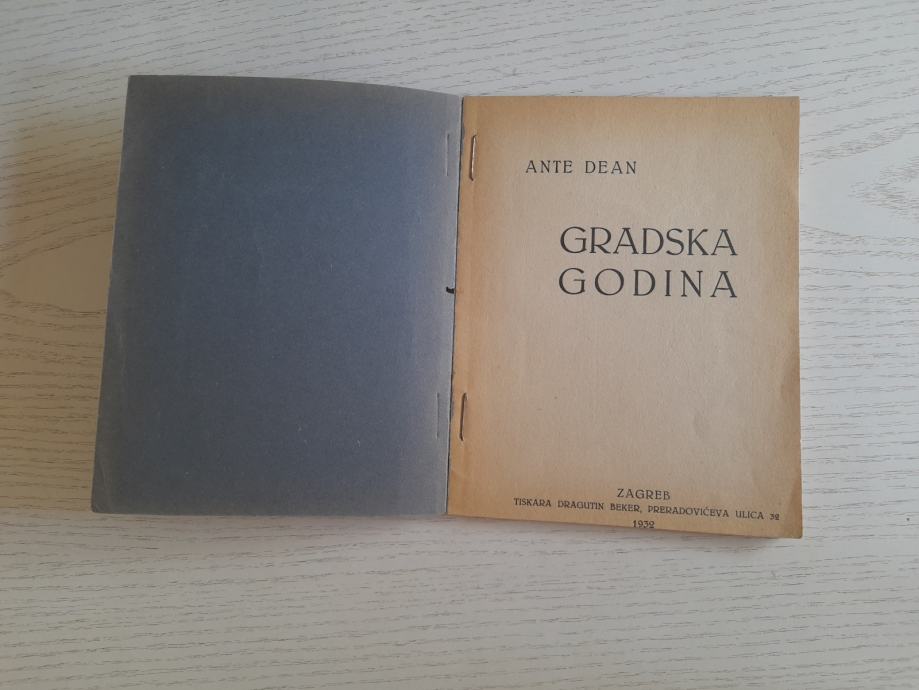 ANTE DEAN
GRADSKA
GODINA
ZAGREB
TISKARA DRAGUTIN BEKER, PRERADOVIĆEVA ULICA 32
1932